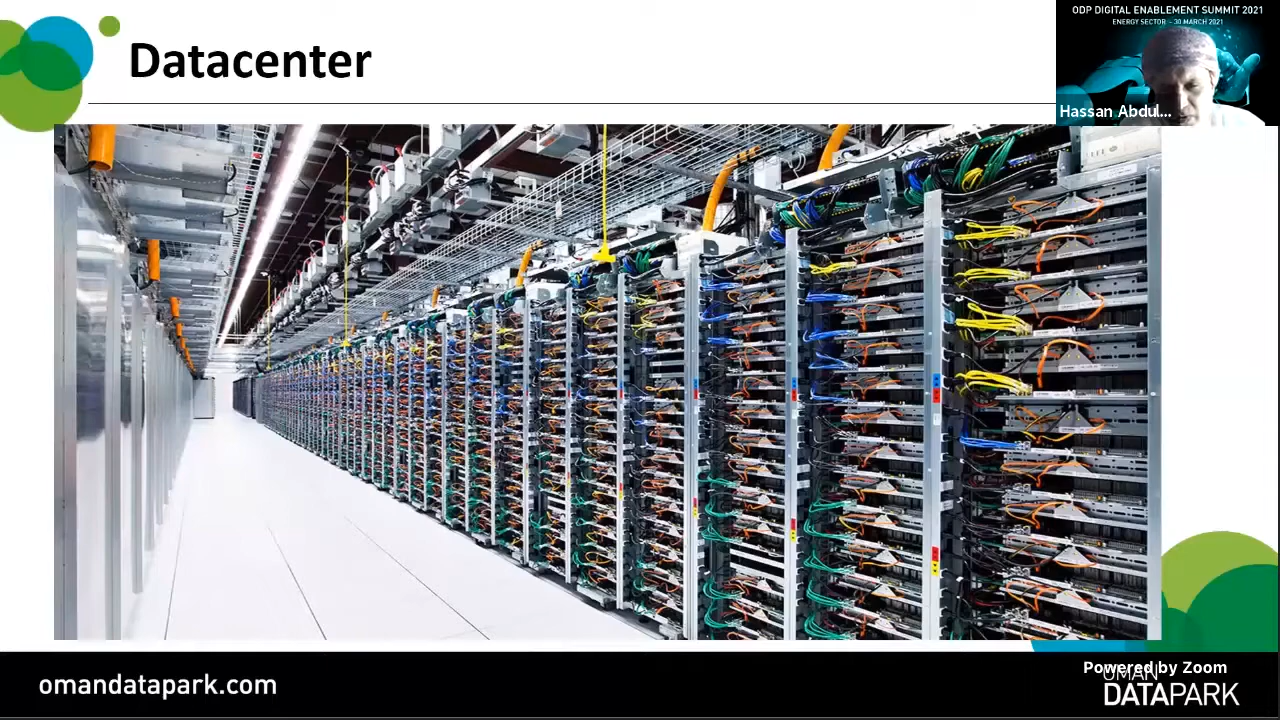 Datacenter
ODP DIGITAL ENABLEMENT SUMMIT 2021
ENERGY SECTOR - 30 MARCH 2021
Hassan Abdul...
omandatapark.com
Powered by Zoom
OMAN
DATAPARK